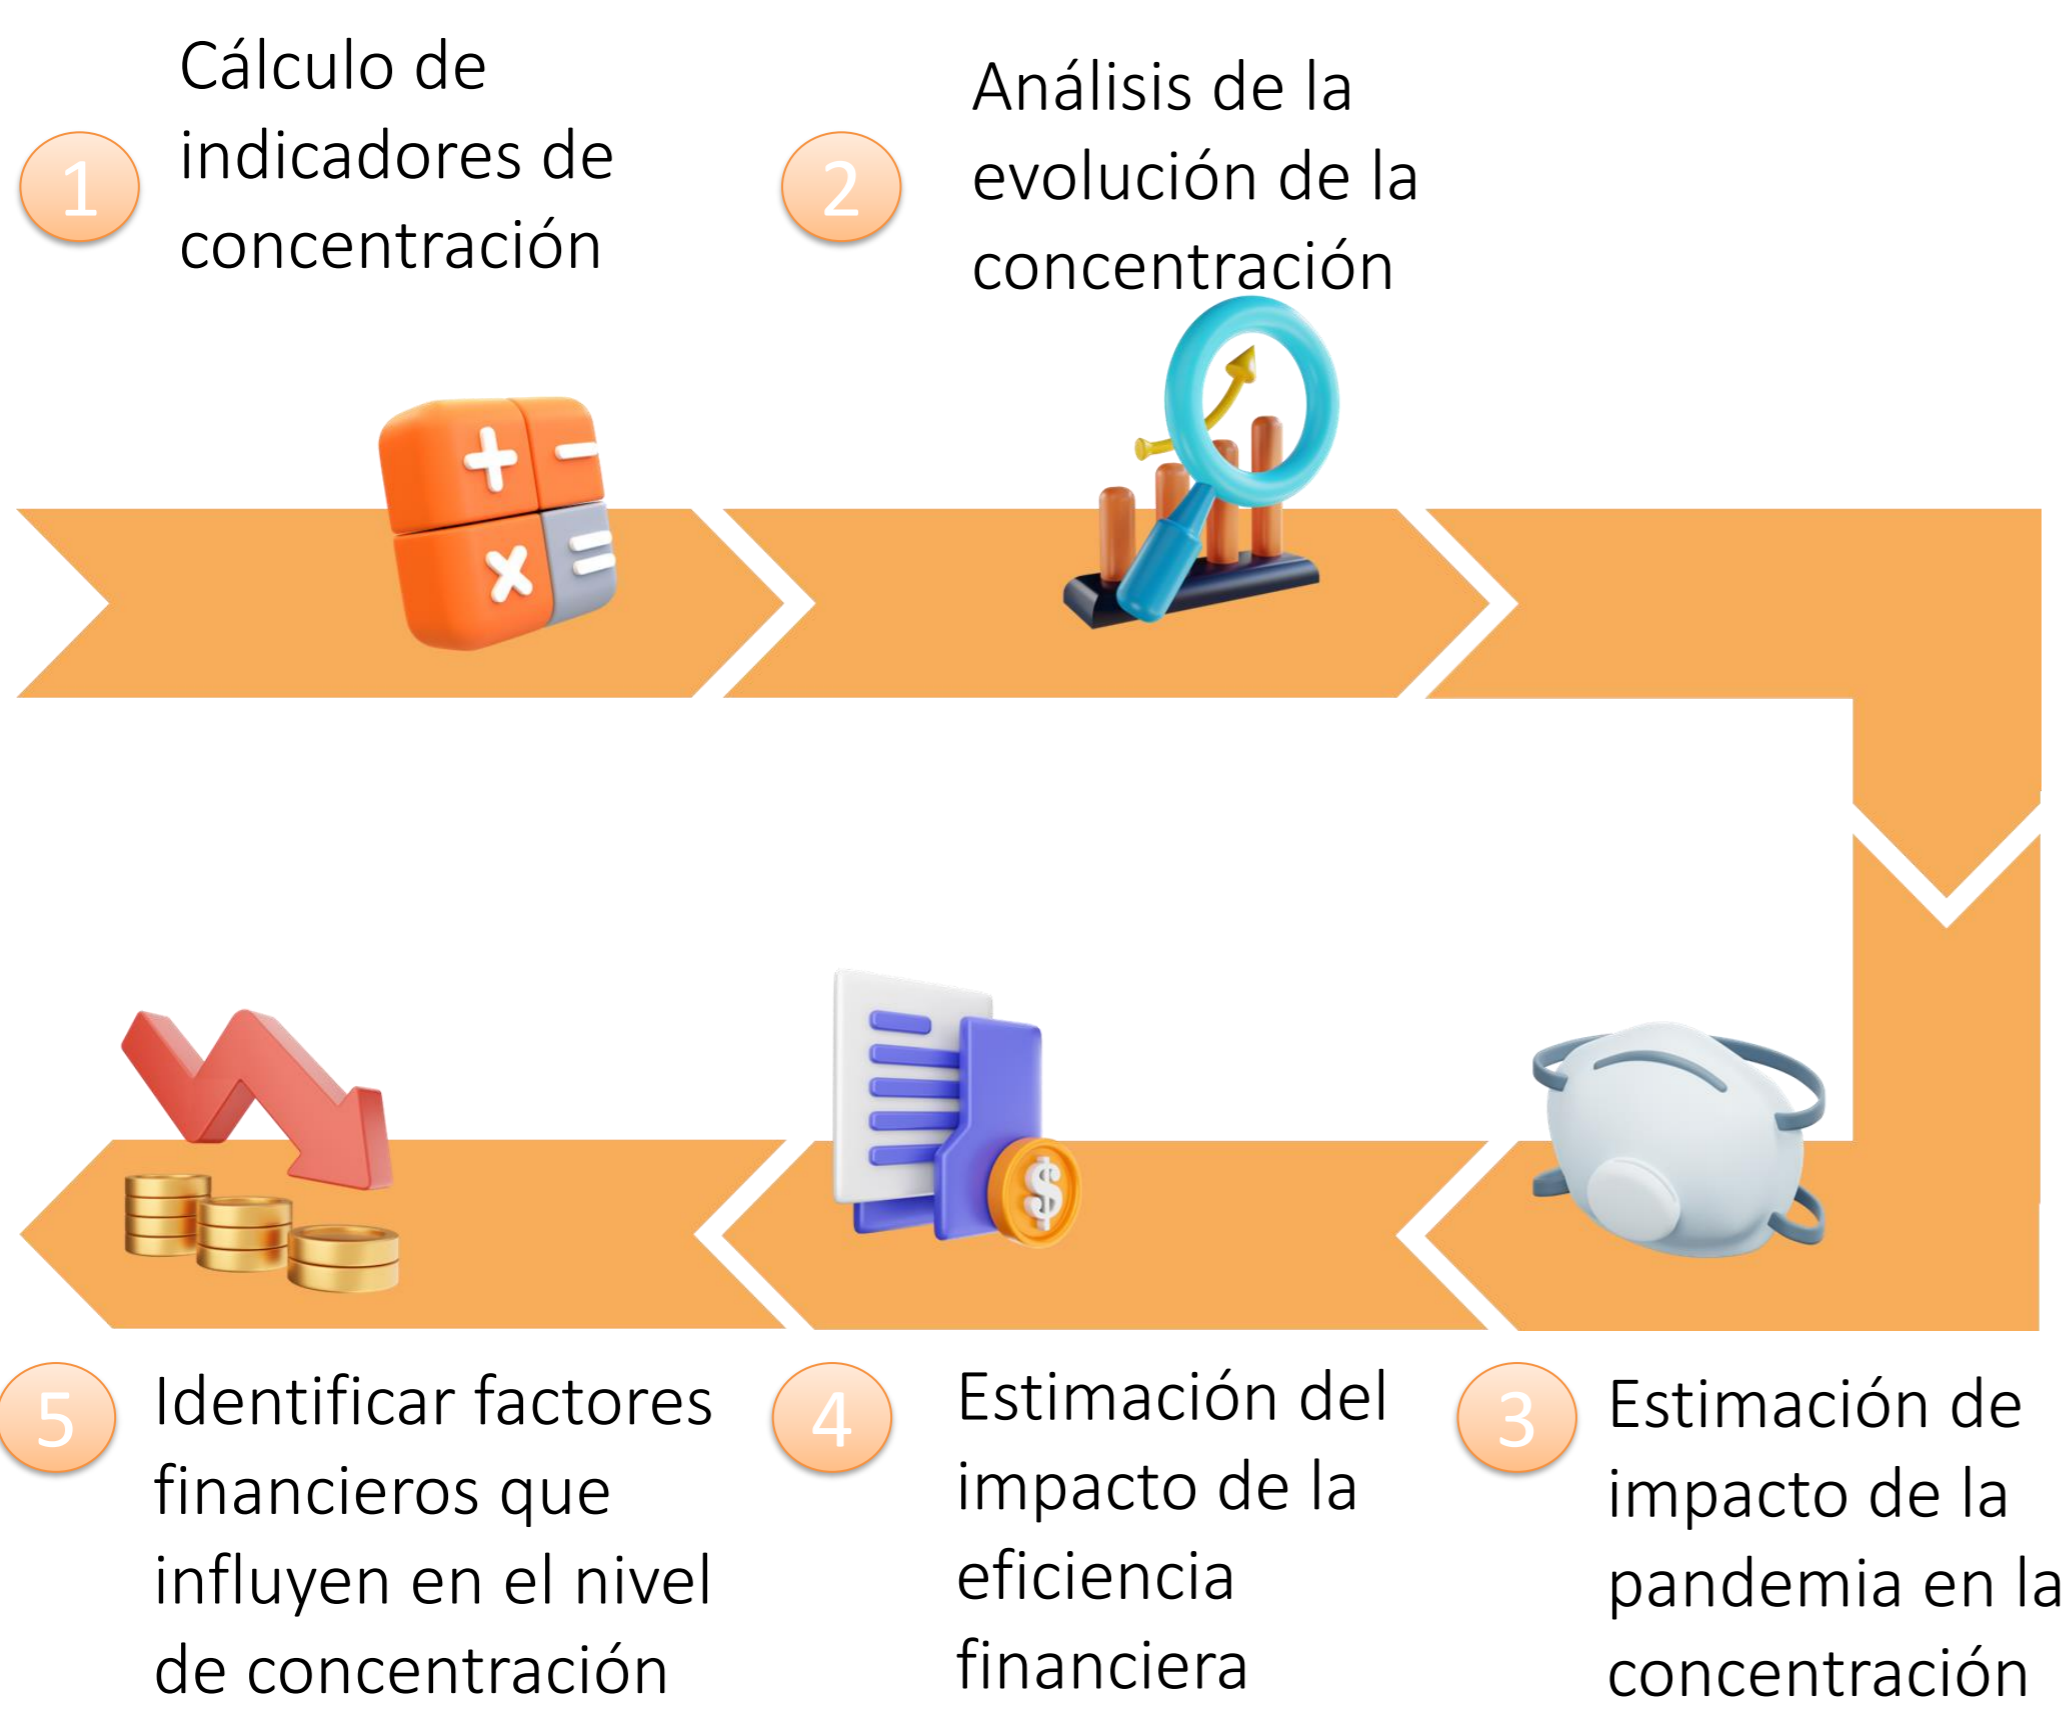 1
Cálculo de
indicadores de
concentración
2
Análisis de la
evolución de la
concentración
3
Estimación de
impacto de la
pandemia en la
concentración
4
Estimación del
impacto de la
eficiencia
financiera
5
Identificar factores
financieros que
influyen en el nivel
de concentración
+
−
×
=
$